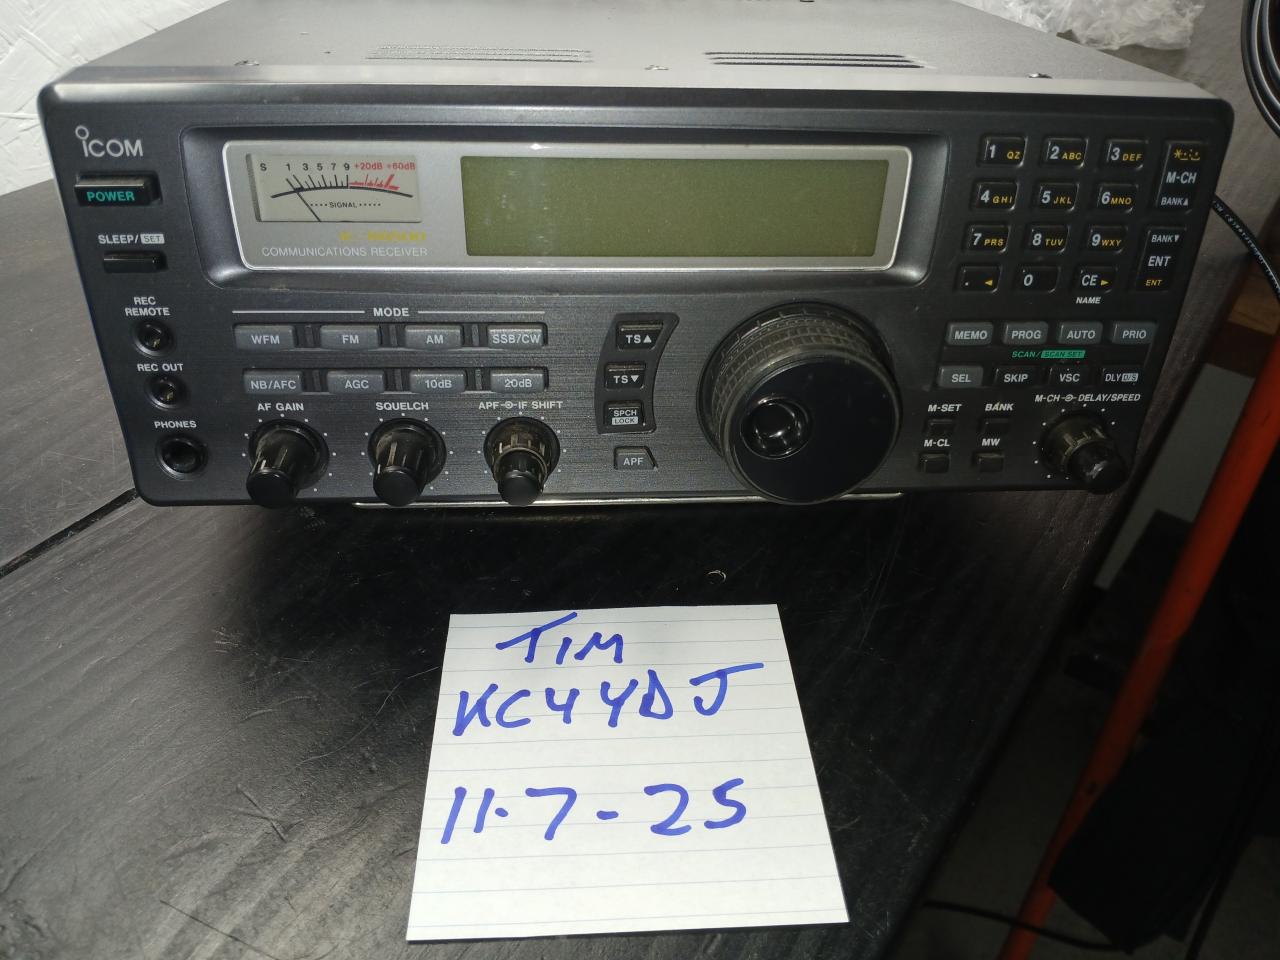 ICOM
POWER
SLEEP/SET
REC
REMOTE
REC OUT
PHONES
S 1 3 5 7 9 +20dB +60dB
SIGNAL
COMMUNICATIONS RECEIVER
MODE
WFM FM AM SSB/CW
NB/AFC AGC 10dB 20dB
AF GAIN SQUELCH APF IF SHIFT
TS▲
TS▼
SPCH
LOCK
APF
1 QZ 2 ABC 3 DEF
4 GHI 5 JKL 6 MNO
7 PRS 8 TUV 9 WXY
. ◄ 0 CE ►
NAME
M-CH
BANK▲
BANK▼
ENT
ENT
MEMO PROG AUTO PRIO
SCAN/SCAN SET
SEL SKIP VSC DLY D/S
M-CH DELAY/SPEED
M-SET BANK
M-CL MW
TIM
KC4YDJ
11-7-25